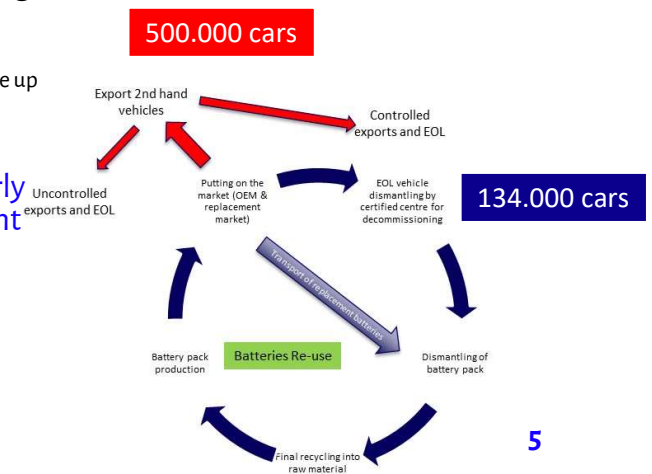 500.000 cars
e up
Export 2nd hand
vehicles
Controlled
exports and EOL
rly
nt
Uncontrolled
exports and EOL
Putting on the
market (OEM &
replacement
market)
EOL vehicle
dismantling by
certified centre for
decommissioning
134.000 cars
Transport of replacement batteries
Battery pack
production
Batteries Re-use
Dismantling of
battery pack
Final recycling into
raw material
5